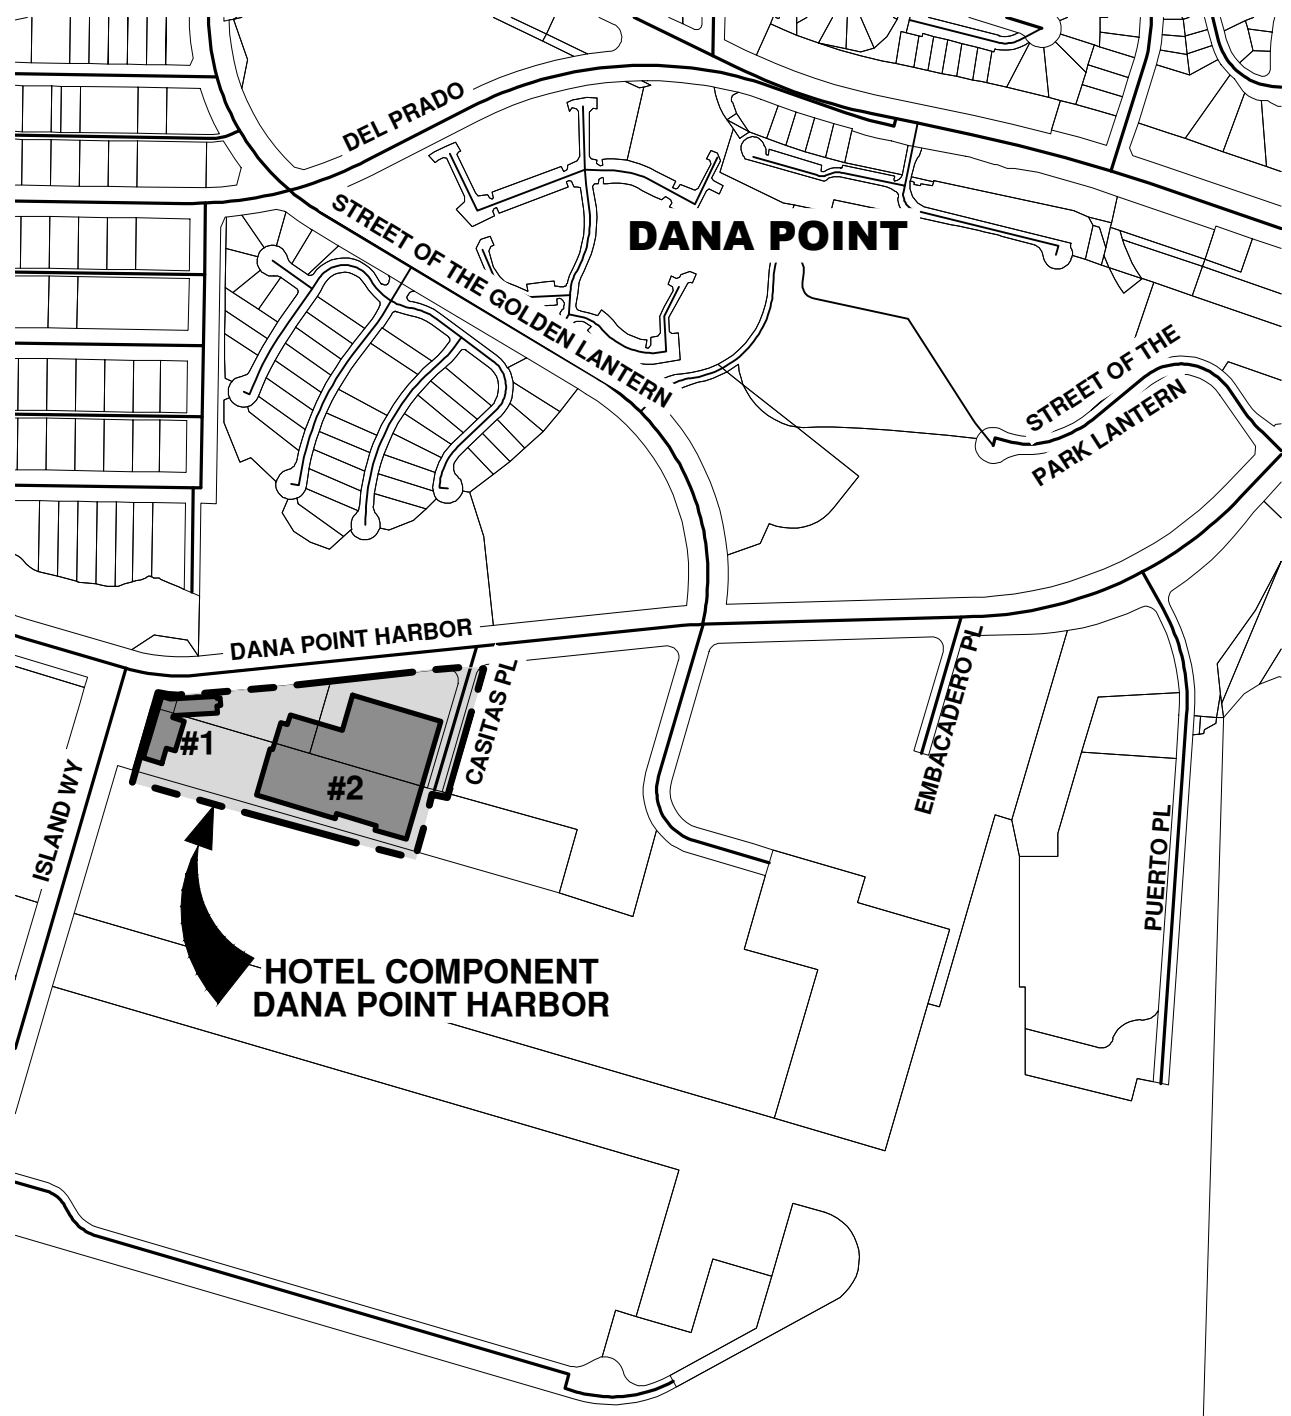 DEL PRADO
STREET OF THE GOLDEN LANTERN
DANA POINT
STREET OF THE
PARK LANTERN
DANA POINT HARBOR
CASITAS PL
EMBACADERO PL
#1
#2
ISLAND WY
PUERTO PL
HOTEL COMPONENT
DANA POINT HARBOR